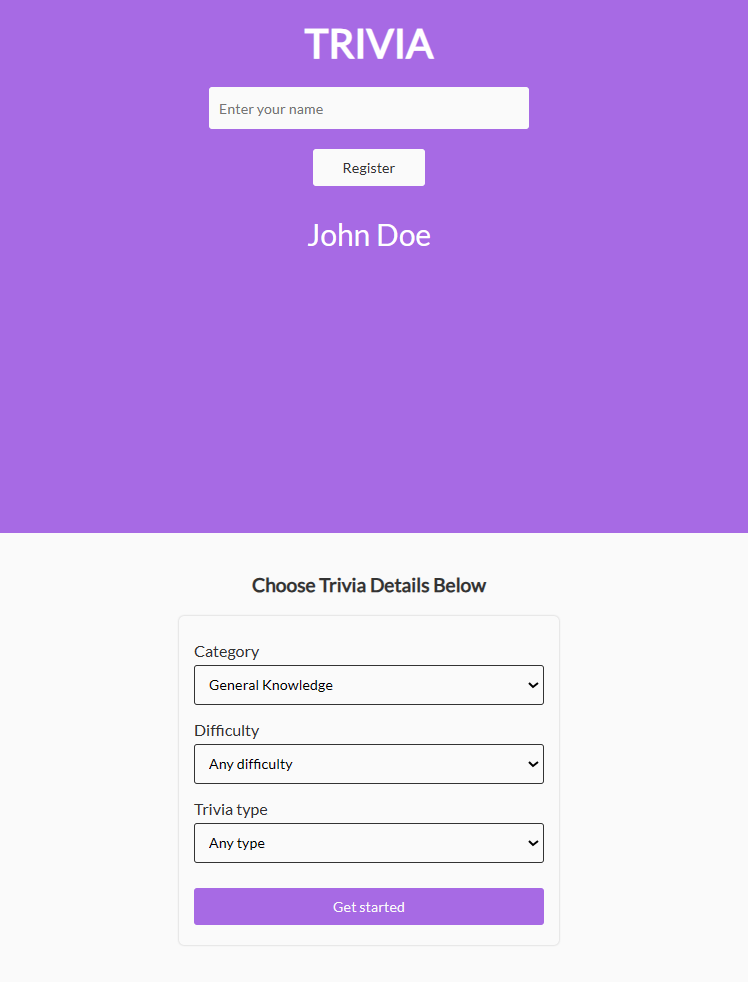 TRIVIA
Enter your name
Register
John Doe
Choose Trivia Details Below
Category
General Knowledge
Difficulty
Any difficulty
Trivia type
Any type
Get started